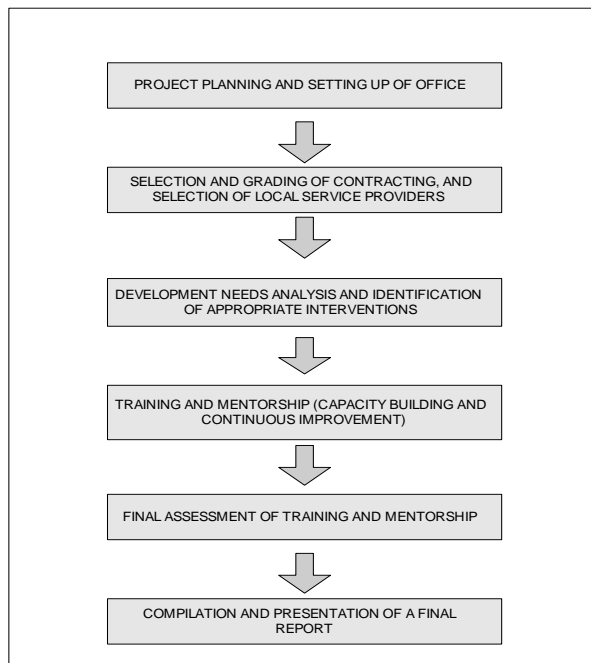 PROJECT PLANNING AND SETTING UP OF OFFICE
SELECTION AND GRADING OF CONTRACTING, AND
SELECTION OF LOCAL SERVICE PROVIDERS
DEVELOPMENT NEEDS ANALYSIS AND IDENTIFICATION
OF APPROPRIATE INTERVENTIONS
TRAINING AND MENTORSHIP (CAPACITY BUILDING AND
CONTINUOUS IMPROVEMENT)
FINAL ASSESSMENT OF TRAINING AND MENTORSHIP
COMPILATION AND PRESENTATION OF A FINAL
REPORT